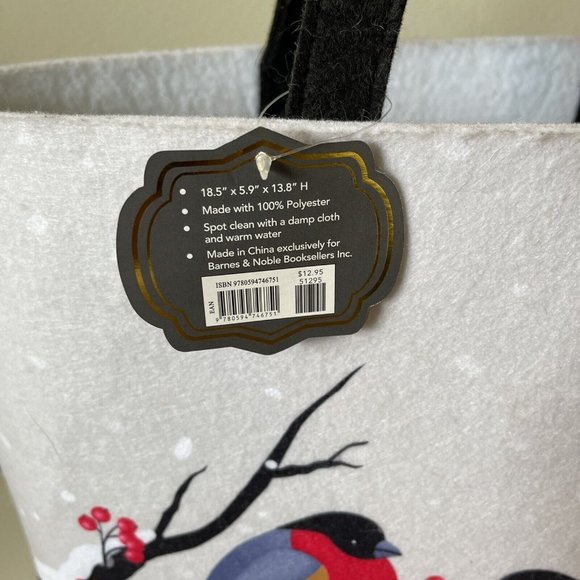 • 18.5" x 5.9" x 13.8" H
• Made with 100% Polyester
• Spot clean with a damp cloth
and warm water
• Made in China exclusively for
Barnes & Noble Booksellers Inc.
ISBN 9780594746751
$12.95
51295
EAN
9 780594 746751